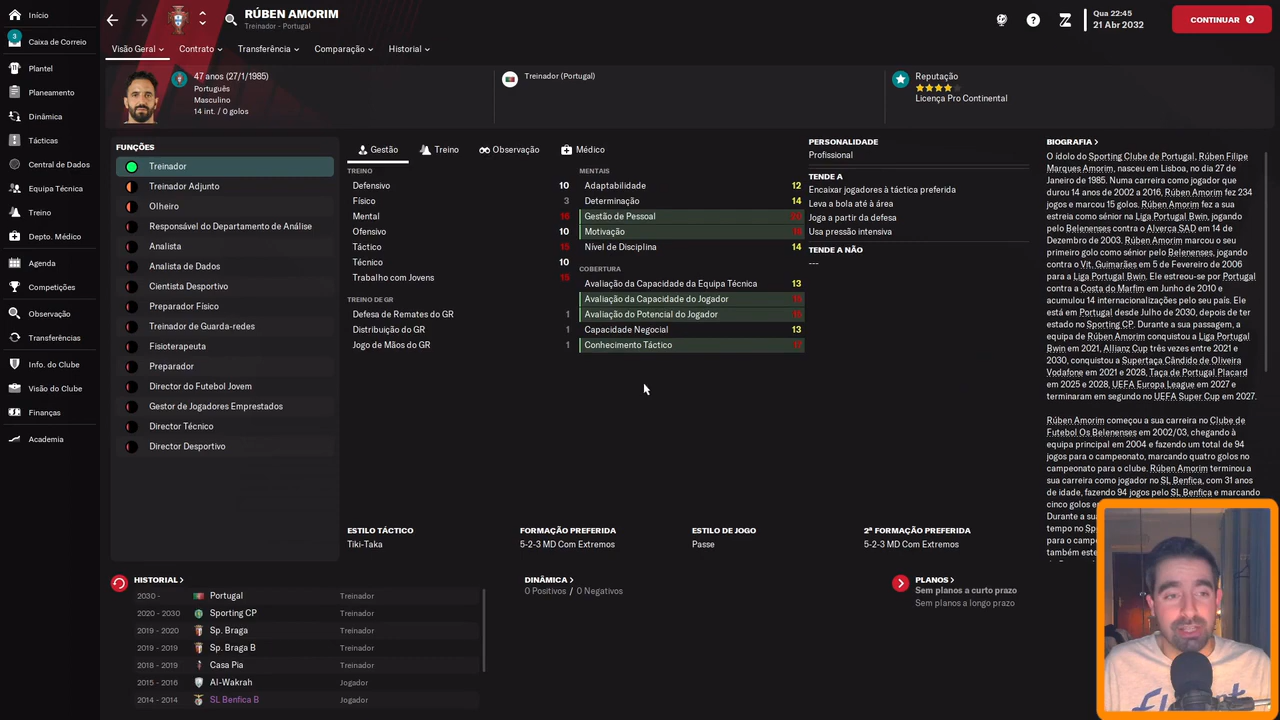 Início
3
Caixa de Correio
Plantel
Planeamento
Dinâmica
Tácticas
Central de Dados
Equipa Técnica
Treino
Depto. Médico
Agenda
Competições
Observação
Transferências
Info. do Clube
Visão do Clube
Finanças
Academia
RÚBEN AMORIM
Treinador - Portugal
Qua 22:45
21 Abr 2032
CONTINUAR
Visão Geral
Contrato
Transferência
Comparação
Historial
47 anos (27/1/1985)
Português
Masculino
14 int. / 0 golos
Treinador (Portugal)
Reputação
Licença Pro Continental
FUNÇÕES
Treinador
Treinador Adjunto
Olheiro
Responsável do Departamento de Análise
Analista
Analista de Dados
Cientista Desportivo
Preparador Físico
Treinador de Guarda-redes
Fisioterapeuta
Preparador
Director do Futebol Jovem
Gestor de Jogadores Emprestados
Director Técnico
Director Desportivo
Gestão
Treino
Observação
Médico
TREINO
Defensivo 10
Físico 3
Mental 16
Ofensivo 10
Táctico 15
Técnico 10
Trabalho com Jovens 15
TREINO DE GR
Defesa de Remates do GR 1
Distribuição do GR 1
Jogo de Mãos do GR 1
MENTAIS
Adaptabilidade 12
Determinação 14
Gestão de Pessoal 20
Motivação
Nível de Disciplina 14
COBERTURA
Avaliação da Capacidade da Equipa Técnica 13
Avaliação da Capacidade do Jogador
Avaliação do Potencial do Jogador
Capacidade Negocial 13
Conhecimento Táctico 17
PERSONALIDADE
Profissional
TENDE A
Encaixar jogadores à táctica preferida
Leva a bola até à área
Joga a partir da defesa
Usa pressão intensiva
TENDE A NÃO
---
BIOGRAFIA
O ídolo do Sporting Clube de Portugal, Rúben Filipe
Marques Amorim, nasceu em Lisboa, no dia 27
de Janeiro de 1985. Numa carreira como jogador que
durou 14 anos de 2002 a 2016, Rúben Amorim fez 234
jogos e marcou 15 golos. Rúben Amorim fez a sua
estreia como sénior na Liga Portugal Bwin, jogando
pelo Belenenses contra o Alverca SAD em 14 de
Dezembro de 2003. Rúben Amorim marcou o seu
primeiro golo como sénior pelo Belenenses, jogando
contra o Vit. Guimarães em 5 de Fevereiro de 2006
para a Liga Portugal Bwin. Ele estreou-se por Portugal
contra a Costa do Marfim em Junho de 2010 e
acumulou 14 internacionalizações pelo seu país. Ele
está em Portugal desde Julho de 2030, depois de ter
estado no Sporting CP. Durante a sua passagem, a
equipa de Rúben Amorim conquistou a Liga Portugal
Bwin em 2021, Allianz Cup três vezes entre 2021 e
2030, conquistou a Supertaça Cândido de Oliveira
Vodafone em 2021 e 2028, Taça de Portugal Placard
em 2025 e 2028, UEFA Europa League em 2027 e
terminaram em segundo no UEFA Super Cup em 2027.
Rúben Amorim começou a sua carreira no Clube de
Futebol Os Belenenses em 2002/03, chegando à
equipa principal em 2004 e fazendo um total de 94
jogos para o campeonato, marcando quatro golos no
campeonato para o clube. Rúben Amorim terminou a
sua carreira como jogador no SL Benfica, com 31 anos
de idade, fazendo 94 jogos pelo SL Benfica e marcando
cinco golos
Durante a sua
tempo no
para o camp
também este
ESTILO TÁCTICO
Tiki-Taka
FORMAÇÃO PREFERIDA
5-2-3 MD Com Extremos
ESTILO DE JOGO
Passe
2ª FORMAÇÃO PREFERIDA
5-2-3 MD Com Extremos
HISTORIAL
2030 - Portugal Treinador
2020 - 2030 Sporting CP Treinador
2019 - 2020 Sp. Braga Treinador
2019 - 2019 Sp. Braga B Treinador
2018 - 2019 Casa Pia Treinador
2015 - 2016 Al-Wakrah Jogador
2014 - 2014 SL Benfica B Jogador
DINÂMICA
0 Positivos / 0 Negativos
PLANOS
Sem planos a curto prazo
Sem planos a longo prazo